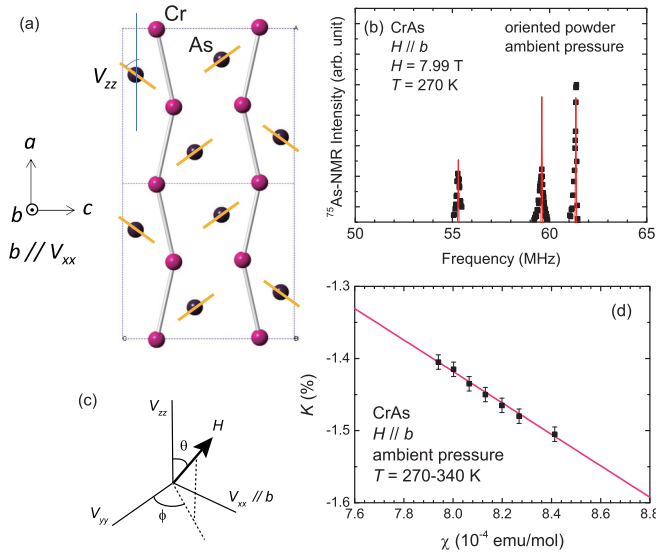 (a)
Cr
As
V_zz
a
b
c
b // V_xx
A
C
B
(b)
CrAs
H // b
H = 7.99 T
T = 270 K
oriented powder
ambient pressure
⁷⁵As-NMR Intensity (arb. unit)
50 55 60 65
Frequency (MHz)
(c)
V_zz
θ
H
V_xx // b
V_yy
ϕ
(d)
-1.3
-1.4
-1.5
-1.6
K (%)
CrAs
H // b
ambient pressure
T = 270-340 K
7.6 7.8 8.0 8.2 8.4 8.6 8.8
χ (10⁻⁴ emu/mol)